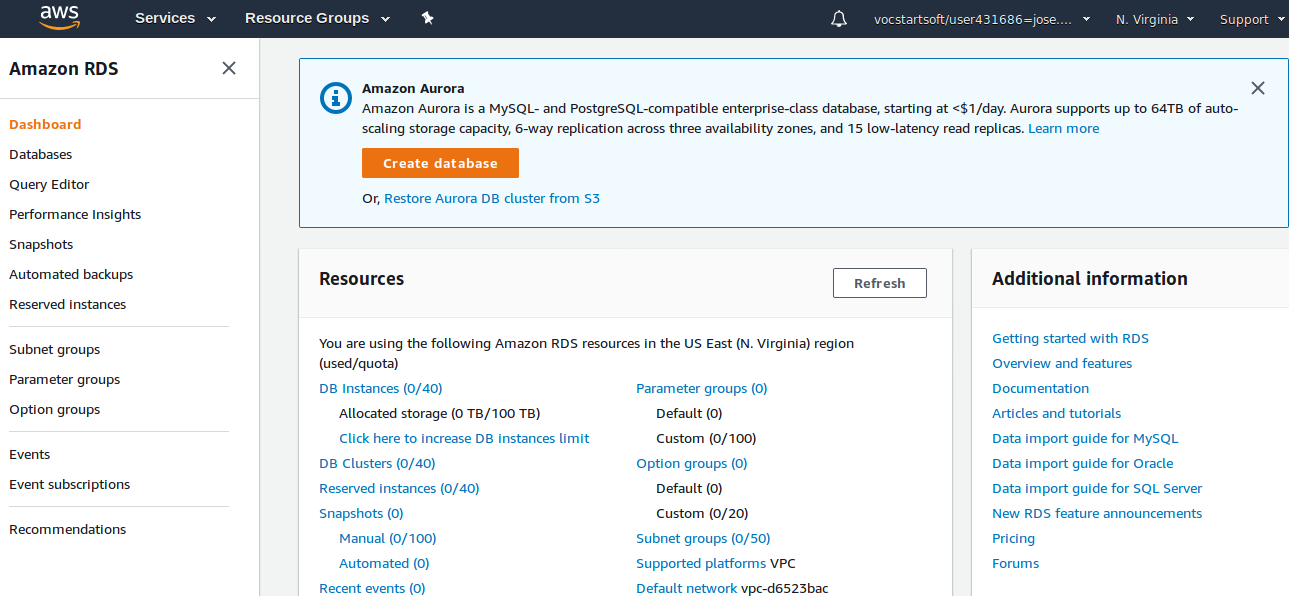 aws
Services
Resource Groups
vocstartsoft/user431686=jose....
N. Virginia
Support
Amazon RDS
Dashboard
Databases
Query Editor
Performance Insights
Snapshots
Automated backups
Reserved instances
Subnet groups
Parameter groups
Option groups
Events
Event subscriptions
Recommendations
Amazon Aurora
Amazon Aurora is a MySQL- and PostgreSQL-compatible enterprise-class database, starting at <$1/day. Aurora supports up to 64TB of auto-
scaling storage capacity, 6-way replication across three availability zones, and 15 low-latency read replicas. Learn more
Create database
Or, Restore Aurora DB cluster from S3
Resources
Refresh
You are using the following Amazon RDS resources in the US East (N. Virginia) region
(used/quota)
DB Instances (0/40)
Allocated storage (0 TB/100 TB)
Click here to increase DB instances limit
DB Clusters (0/40)
Reserved instances (0/40)
Snapshots (0)
Manual (0/100)
Automated (0)
Recent events (0)
Parameter groups (0)
Default (0)
Custom (0/100)
Option groups (0)
Default (0)
Custom (0/20)
Subnet groups (0/50)
Supported platforms VPC
Default network vpc-d6523bac
Additional information
Getting started with RDS
Overview and features
Documentation
Articles and tutorials
Data import guide for MySQL
Data import guide for Oracle
Data import guide for SQL Server
New RDS feature announcements
Pricing
Forums